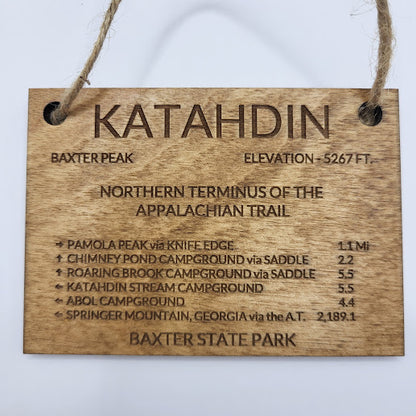 KATAHDIN
BAXTER PEAK ELEVATION - 5267 FT.
NORTHERN TERMINUS OF THE
APPALACHIAN TRAIL
→ PAMOLA PEAK via KNIFE EDGE 1.1 Mi
↑ CHIMNEY POND CAMPGROUND via SADDLE 2.2
↑ ROARING BROOK CAMPGROUND via SADDLE 5.5
← KATAHDIN STREAM CAMPGROUND 5.5
← ABOL CAMPGROUND 4.4
← SPRINGER MOUNTAIN, GEORGIA via the A.T. 2,189.1
BAXTER STATE PARK